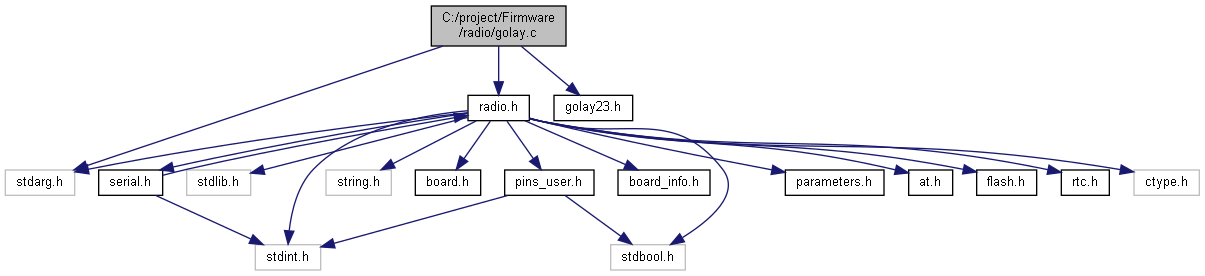 C:/project/Firmware
/radio/golay.c
radio.h
golay23.h
stdarg.h
serial.h
stdlib.h
string.h
board.h
pins_user.h
board_info.h
parameters.h
at.h
flash.h
rtc.h
ctype.h
stdint.h
stdbool.h